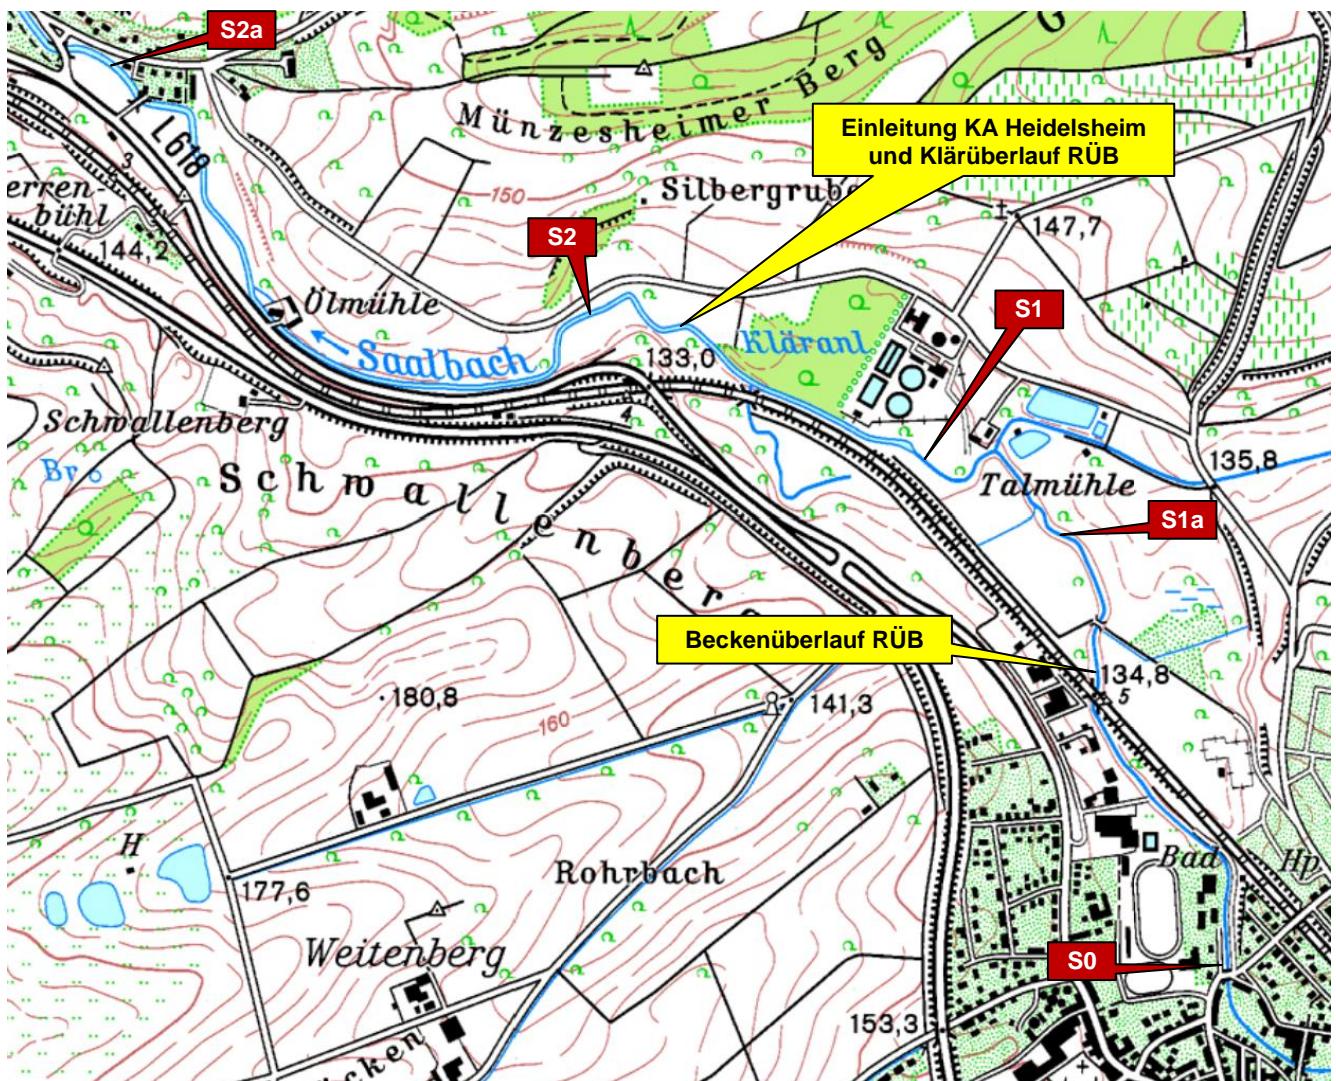 S2a
G
Münzesheimer Berg
Einleitung KA Heidelsheim
und Klärüberlauf RÜB
L618
3
150
Silbergrube
erren-
bühl
144,2
S2
147,7
Ölmühle
S1
Saalbach
133,0
Kläranl
4
Schwallenberg
Br
Schwallenberg
Talmühle
135,8
S1a
Beckenüberlauf RÜB
134,8
5
180,8
160
141,3
H
177,6
Rohrbach
Bad
Hp
Weitenberg
S0
153,3
ücken